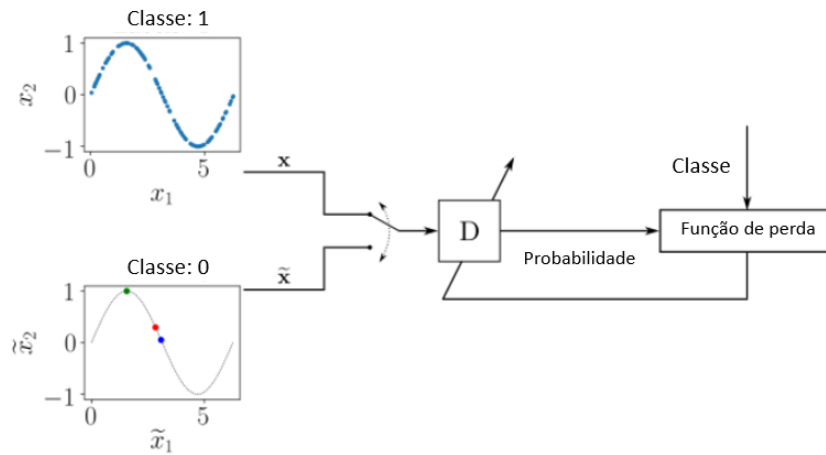 Classe: 1
1
0
−1
x₂
0 5
x₁
x
Classe: 0
1
0
−1
x̃₂
0 5
x̃₁
x̃
D
Probabilidade
Classe
Função de perda